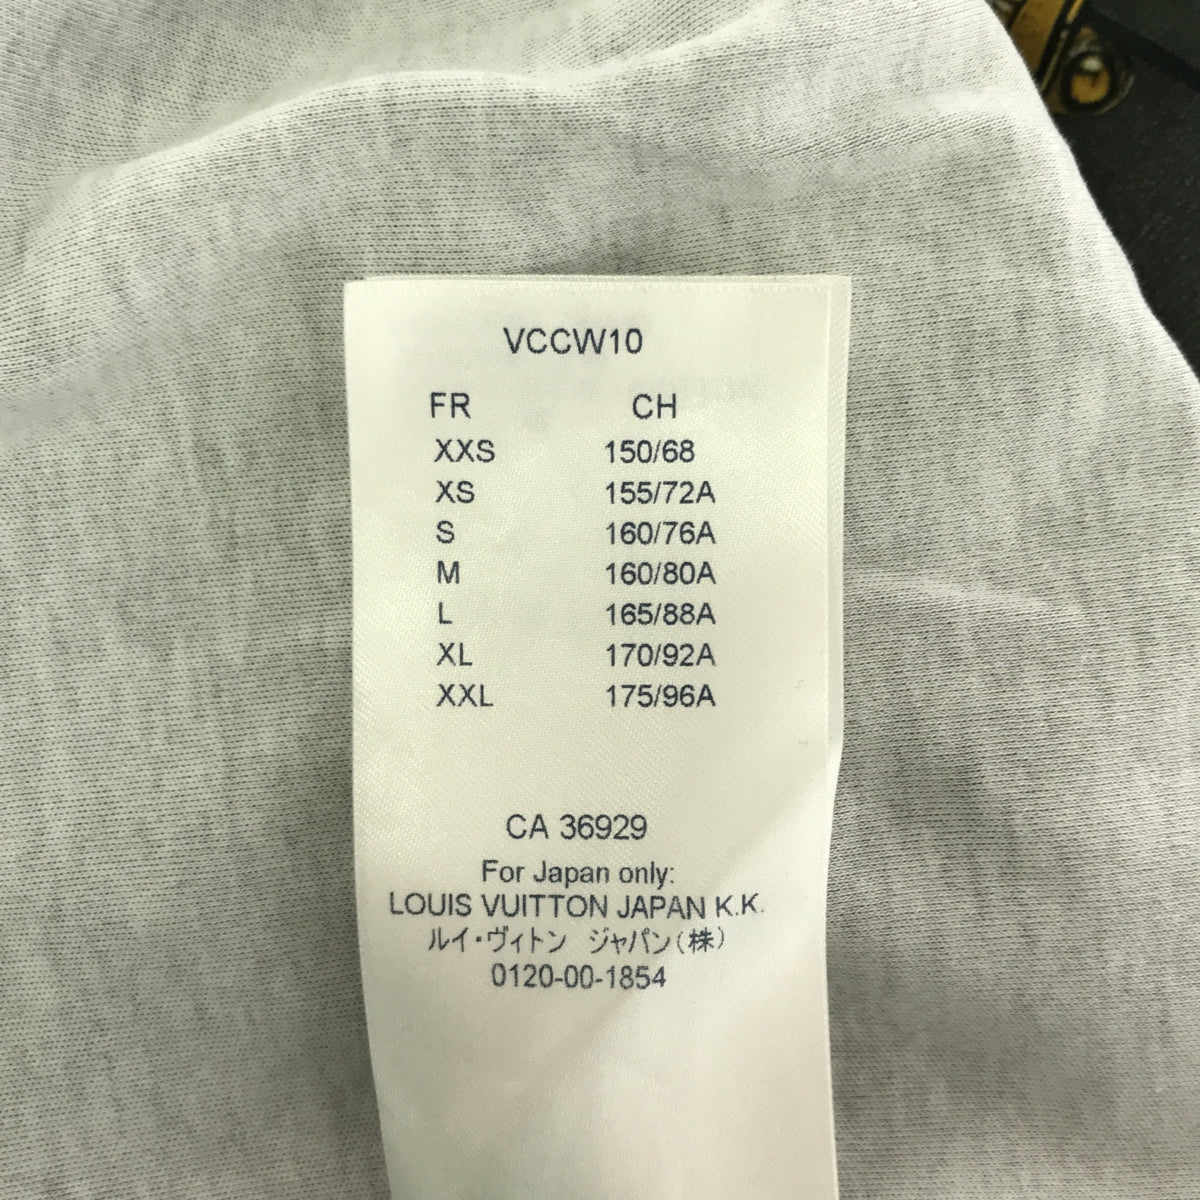 VCCW10
FR CH
XXS 150/68
XS 155/72A
S 160/76A
M 160/80A
L 165/88A
XL 170/92A
XXL 175/96A
CA 36929
For Japan only:
LOUIS VUITTON JAPAN K.K.
ルイ・ヴィトン ジャパン(株)
0120-00-1854